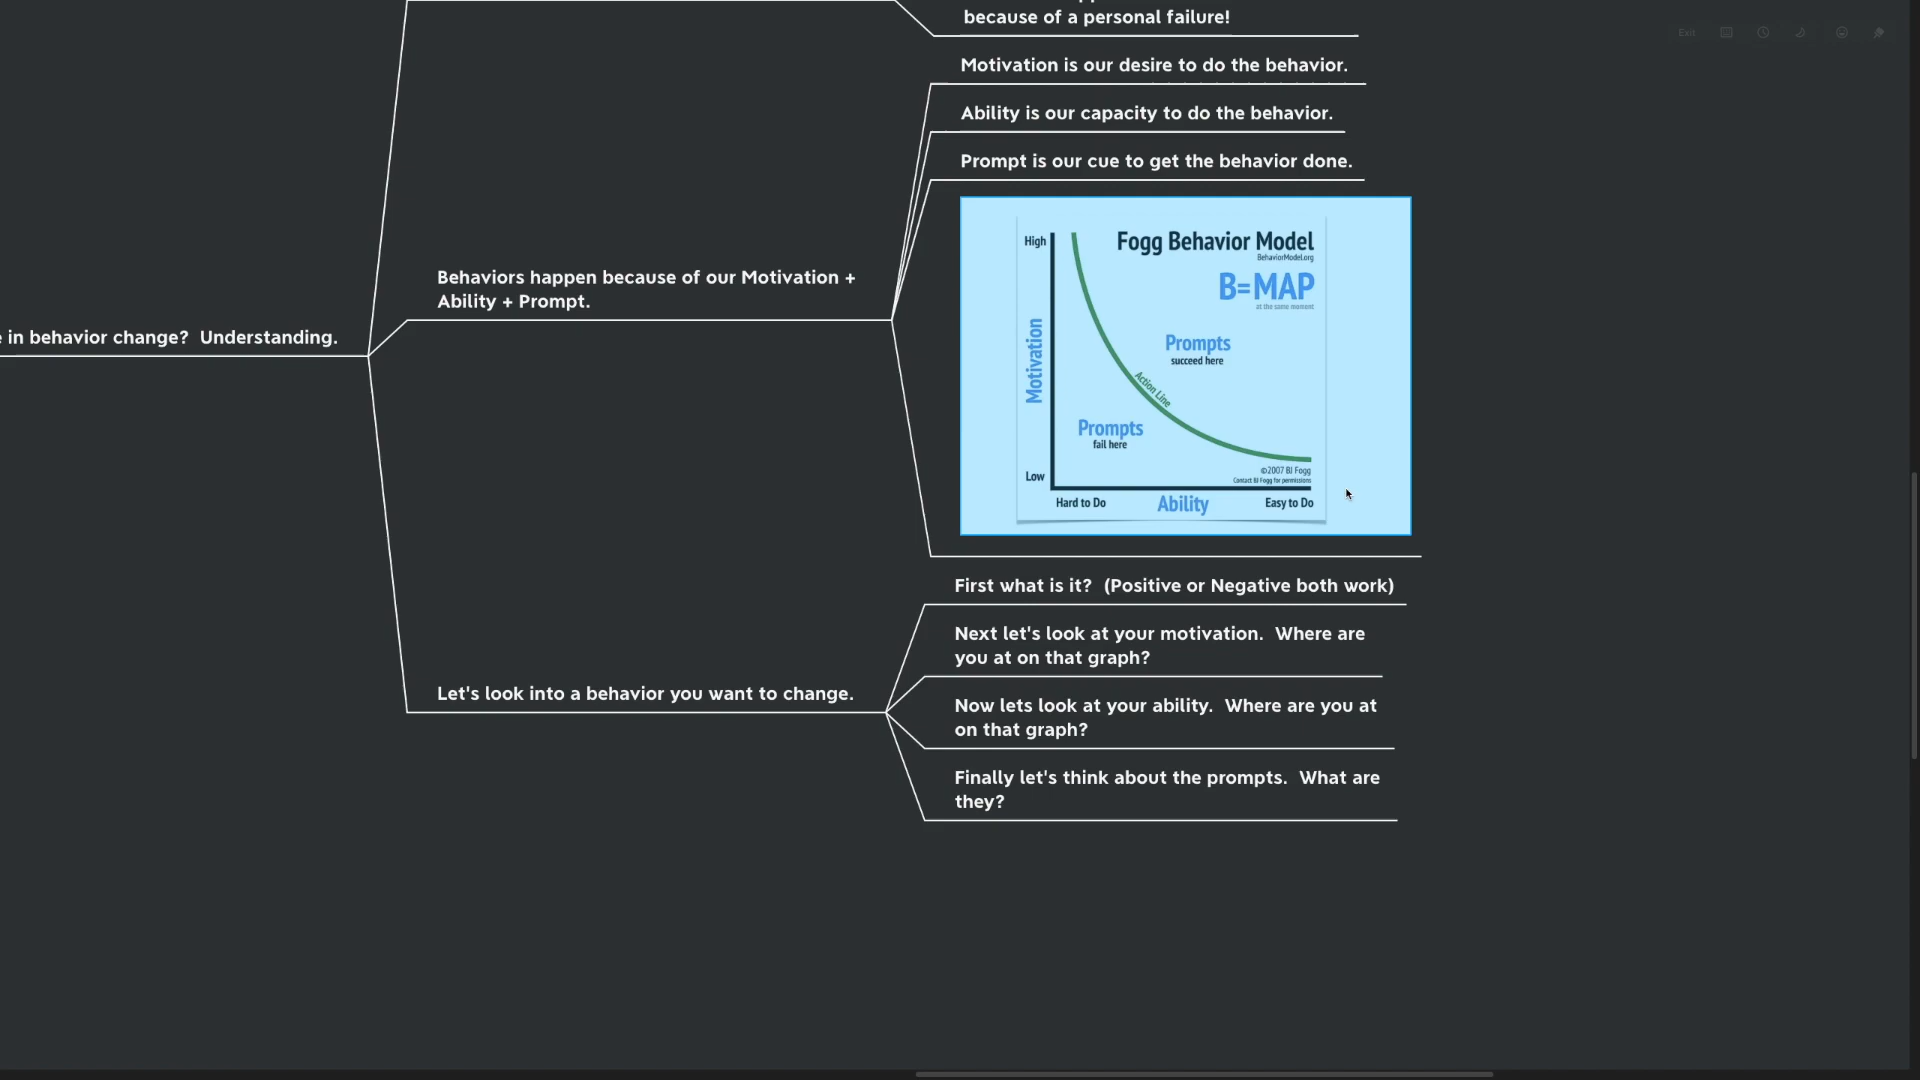 because of a personal failure!
Exit
Motivation is our desire to do the behavior.
Ability is our capacity to do the behavior.
Prompt is our cue to get the behavior done.
High
Fogg Behavior Model
BehaviorModel.org
B=MAP
at the same moment
Motivation
Prompts
succeed here
Action Line
Prompts
fail here
Low
©2007 BJ Fogg
Contact BJ Fogg for permissions
Hard to Do
Ability
Easy to Do
Behaviors happen because of our Motivation +
Ability + Prompt.
in behavior change?  Understanding.
First what is it?  (Positive or Negative both work)
Next let's look at your motivation.  Where are
you at on that graph?
Let's look into a behavior you want to change.
Now lets look at your ability.  Where are you at
on that graph?
Finally let's think about the prompts.  What are
they?